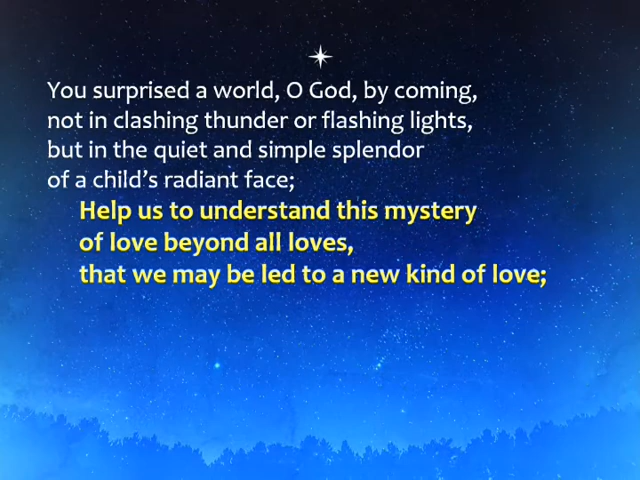 You surprised a world, O God, by coming,
not in clashing thunder or flashing lights,
but in the quiet and simple splendor
of a child’s radiant face;
Help us to understand this mystery
of love beyond all loves,
that we may be led to a new kind of love;